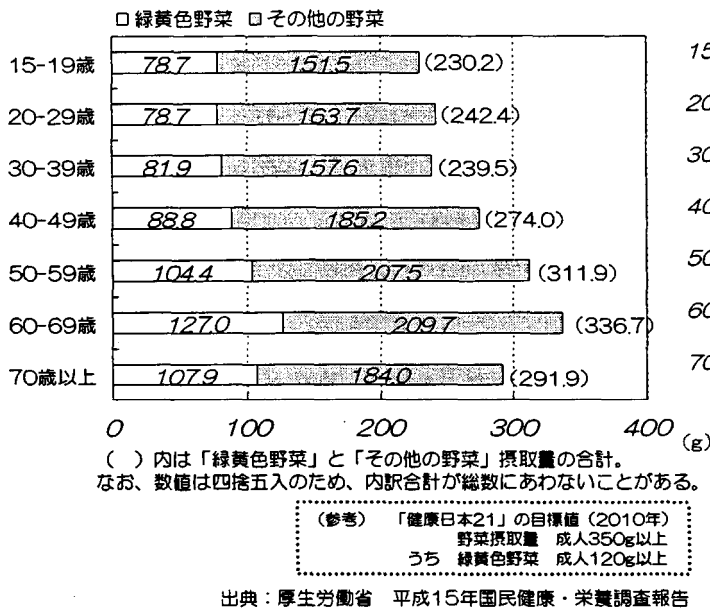 □ 緑黄色野菜 □ その他の野菜
15-19歳 78.7 151.5 (230.2)
20-29歳 78.7 163.7 (242.4)
30-39歳 81.9 157.6 (239.5)
40-49歳 88.8 185.2 (274.0)
50-59歳 104.4 207.5 (311.9)
60-69歳 127.0 209.7 (336.7)
70歳以上 107.9 184.0 (291.9)
0 100 200 300 400 (g)
( ) 内は「緑黄色野菜」と「その他の野菜」摂取量の合計。
なお、数値は四捨五入のため、内訳合計が総数にあわないことがある。
(参考) 「健康日本21」の目標値 (2010年)
野菜摂取量 成人350g以上
うち 緑黄色野菜 成人120g以上
出典：厚生労働省 平成15年国民健康・栄養調査報告
15
20
30
40
50
60
70